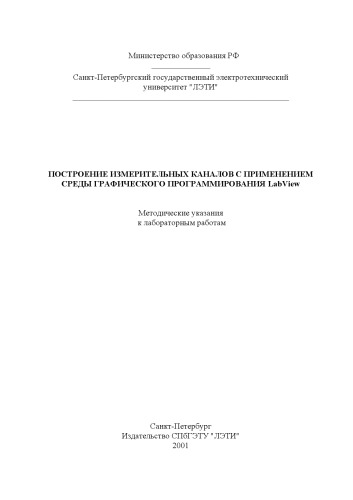 Министерство образования РФ
Санкт-Петербургский государственный электротехнический
университет "ЛЭТИ"
ПОСТРОЕНИЕ ИЗМЕРИТЕЛЬНЫХ КАНАЛОВ С ПРИМЕНЕНИЕМ
СРЕДЫ ГРАФИЧЕСКОГО ПРОГРАММИРОВАНИЯ LabView
Методические указания
к лабораторным работам
Санкт-Петербург
Издательство СПбГЭТУ "ЛЭТИ"
2001